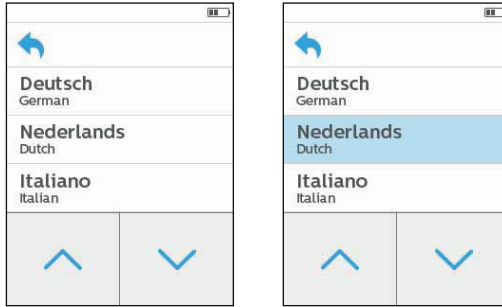 Deutsch
German
Nederlands
Dutch
Italiano
Italian
Deutsch
German
Nederlands
Dutch
Italiano
Italian